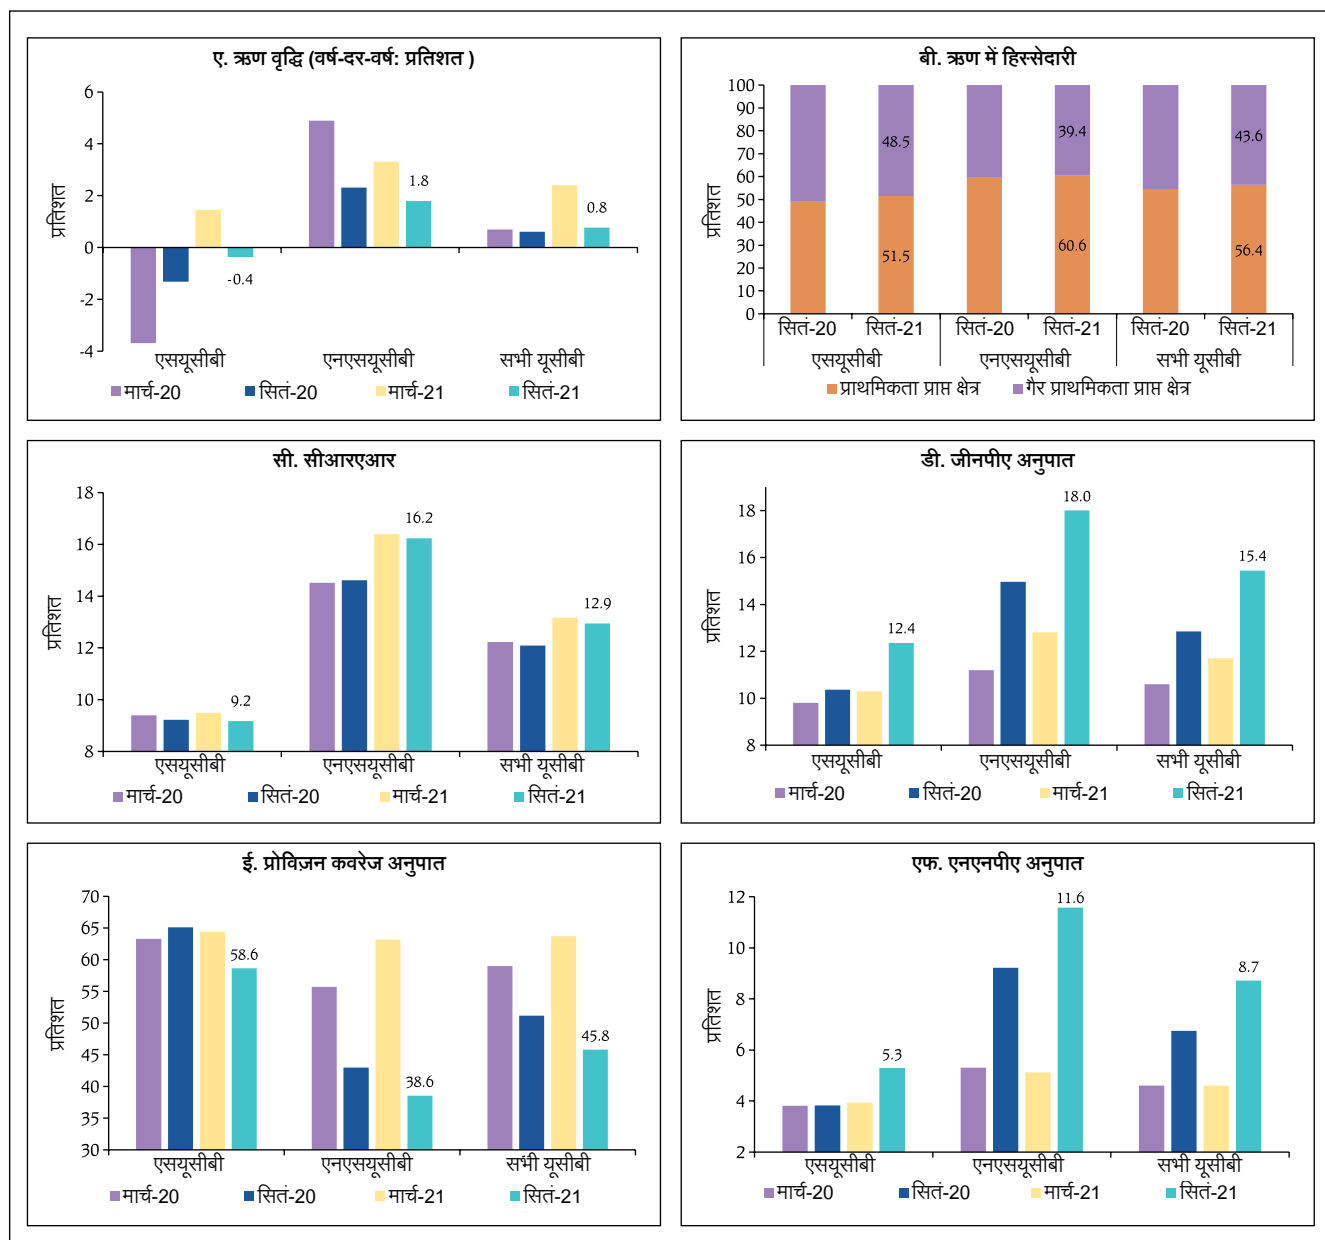 ए. ऋण वृद्धि (वर्ष-दर-वर्ष: प्रतिशत )
प्रतिशत
6
4
2
0
-2
-4
-0.4
1.8
0.8
एसयूसीबी एनएसयूसीबी सभी यूसीबी
मार्च-20 सितं-20 मार्च-21 सितं-21
बी. ऋण में हिस्सेदारी
प्रतिशत
100
90
80
70
60
50
40
30
20
10
0
48.5 39.4 43.6
51.5 60.6 56.4
सितं-20 सितं-21 सितं-20 सितं-21 सितं-20 सितं-21
एसयूसीबी एनएसयूसीबी सभी यूसीबी
प्राथमिकता प्राप्त क्षेत्र गैर प्राथमिकता प्राप्त क्षेत्र
सी. सीआरएआर
प्रतिशत
18
16
14
12
10
8
9.2
16.2
12.9
एसयूसीबी एनएसयूसीबी सभी यूसीबी
मार्च-20 सितं-20 मार्च-21 सितं-21
डी. जीनपीए अनुपात
प्रतिशत
18
16
14
12
10
8
12.4
18.0
15.4
एसयूसीबी एनएसयूसीबी सभी यूसीबी
मार्च-20 सितं-20 मार्च-21 सितं-21
ई. प्रोविज़न कवरेज अनुपात
प्रतिशत
70
65
60
55
50
45
40
35
30
58.6
38.6
45.8
एसयूसीबी एनएसयूसीबी सभी यूसीबी
मार्च-20 सितं-20 मार्च-21 सितं-21
एफ. एनएनपीए अनुपात
प्रतिशत
12
10
8
6
4
2
5.3
11.6
8.7
एसयूसीबी एनएसयूसीबी सभी यूसीबी
मार्च-20 सितं-20 मार्च-21 सितं-21